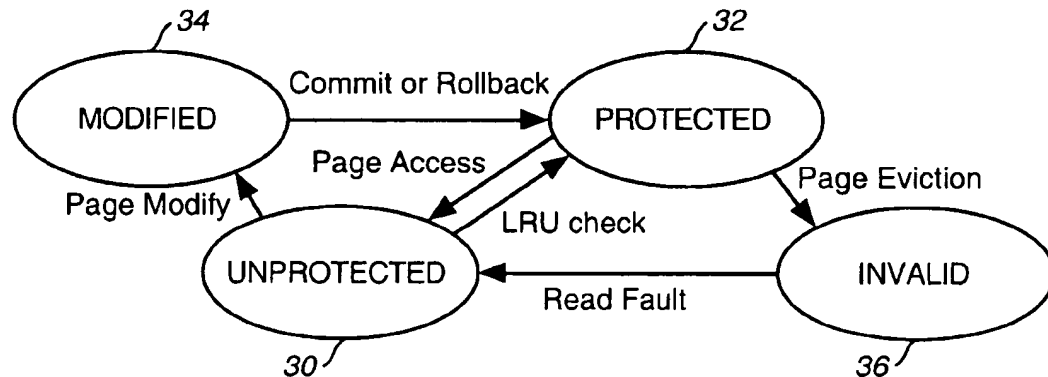 34
32
Commit or Rollback
MODIFIED
PROTECTED
Page Access
Page Eviction
Page Modify
LRU check
UNPROTECTED
INVALID
Read Fault
30
36